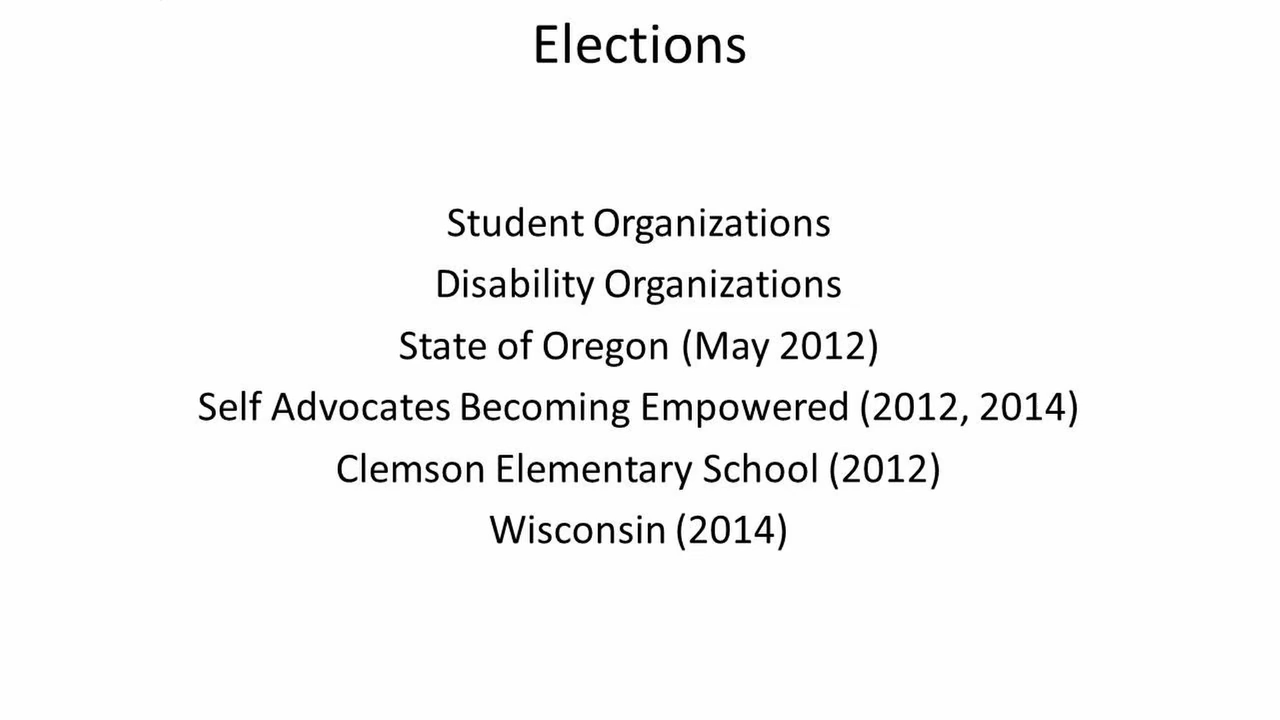 Elections
Student Organizations
Disability Organizations
State of Oregon (May 2012)
Self Advocates Becoming Empowered (2012, 2014)
Clemson Elementary School (2012)
Wisconsin (2014)